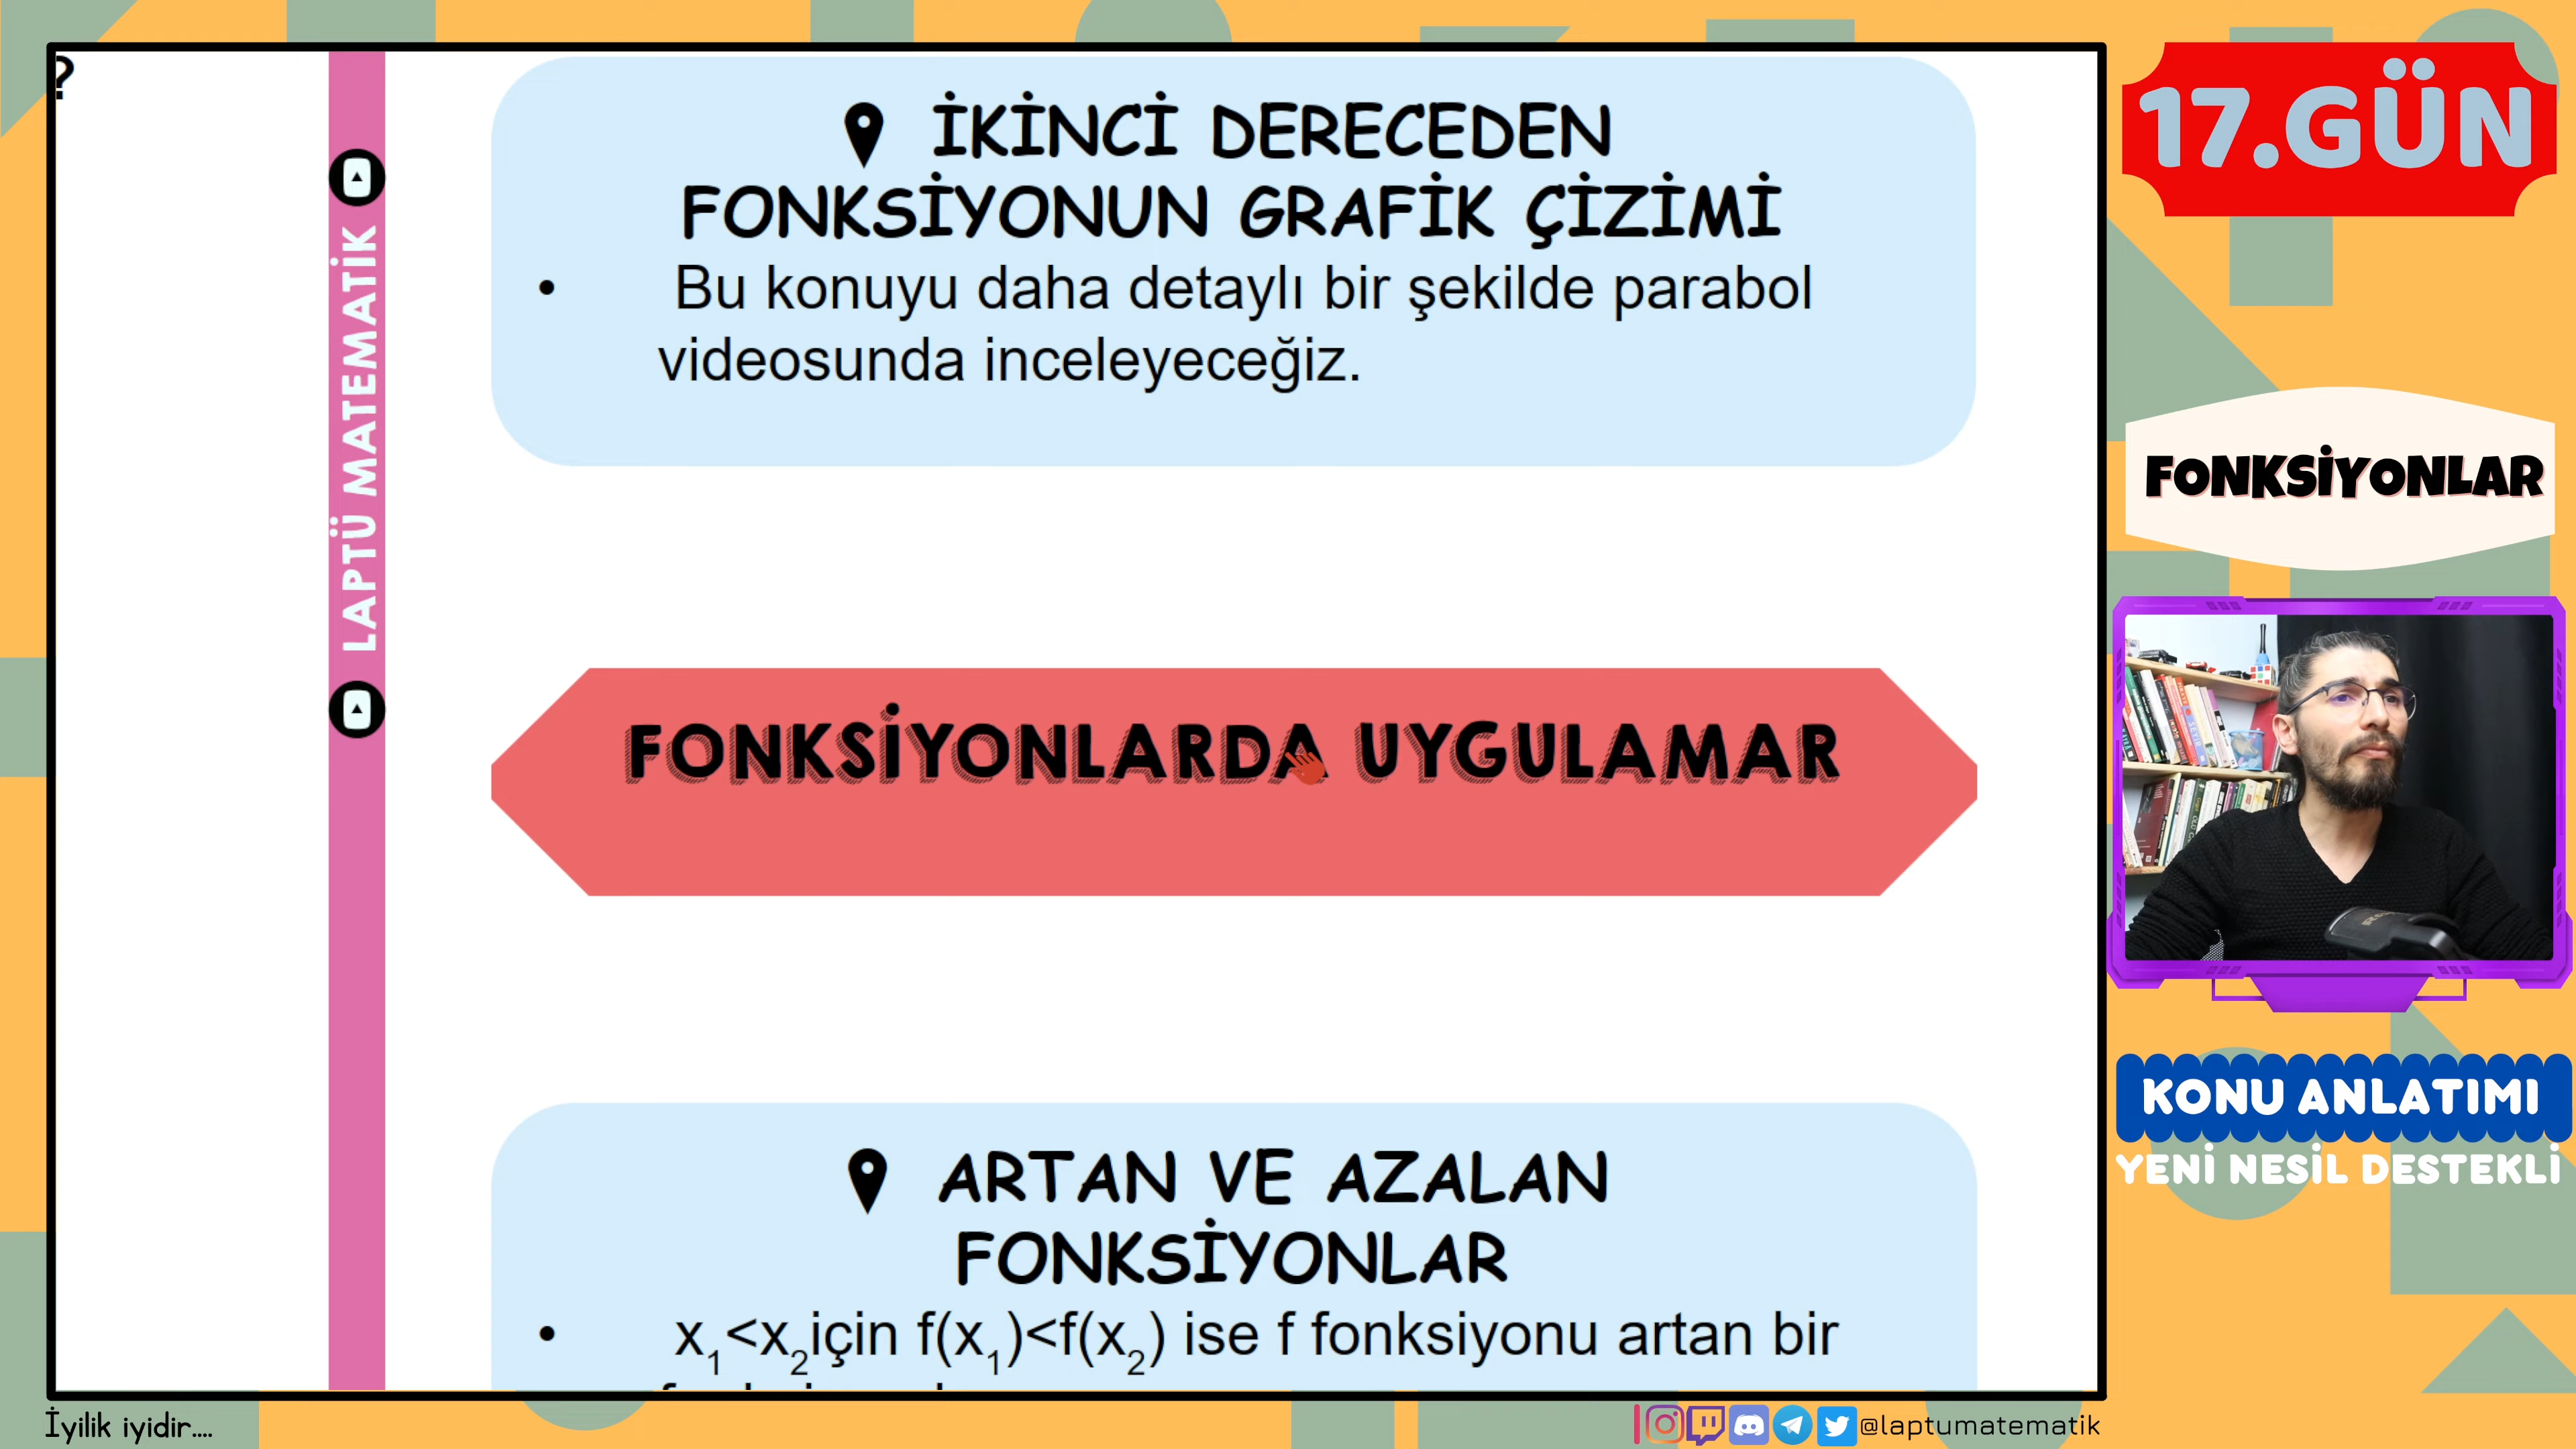 ?
LAPTÜ MATEMATİK
İKİNCİ DERECEDEN
FONKSİYONUN GRAFİK ÇİZİMİ
• Bu konuyu daha detaylı bir şekilde parabol
videosunda inceleyeceğiz.
FONKSİYONLARDA UYGULAMAR
ARTAN VE AZALAN
FONKSİYONLAR
• x₁<x₂için f(x₁)<f(x₂) ise f fonksiyonu artan bir
17.GÜN
FONKSİYONLAR
KONU ANLATIMI
YENİ NESİL DESTEKLİ
İyilik iyidir....
@laptumatematik